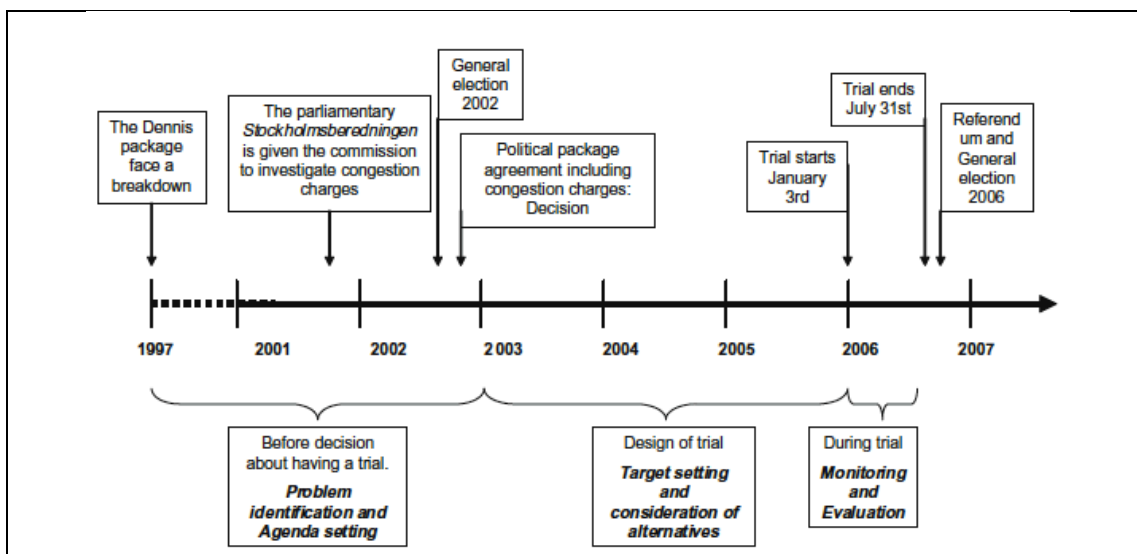 The Dennis
package
face a
breakdown
The parliamentary
Stockholmsberedningen
is given the commission
to investigate congestion
charges
General
election
2002
Political package
agreement including
congestion charges:
Decision
Trial starts
January
3rd
Trial ends
July 31st
Referend
um and
General
election
2006
1997 2001 2002 2003 2004 2005 2006 2007
Before decision
about having a trial.
Problem
identification and
Agenda setting
Design of trial
Target setting
and
consideration of
alternatives
During trial
Monitoring
and
Evaluation